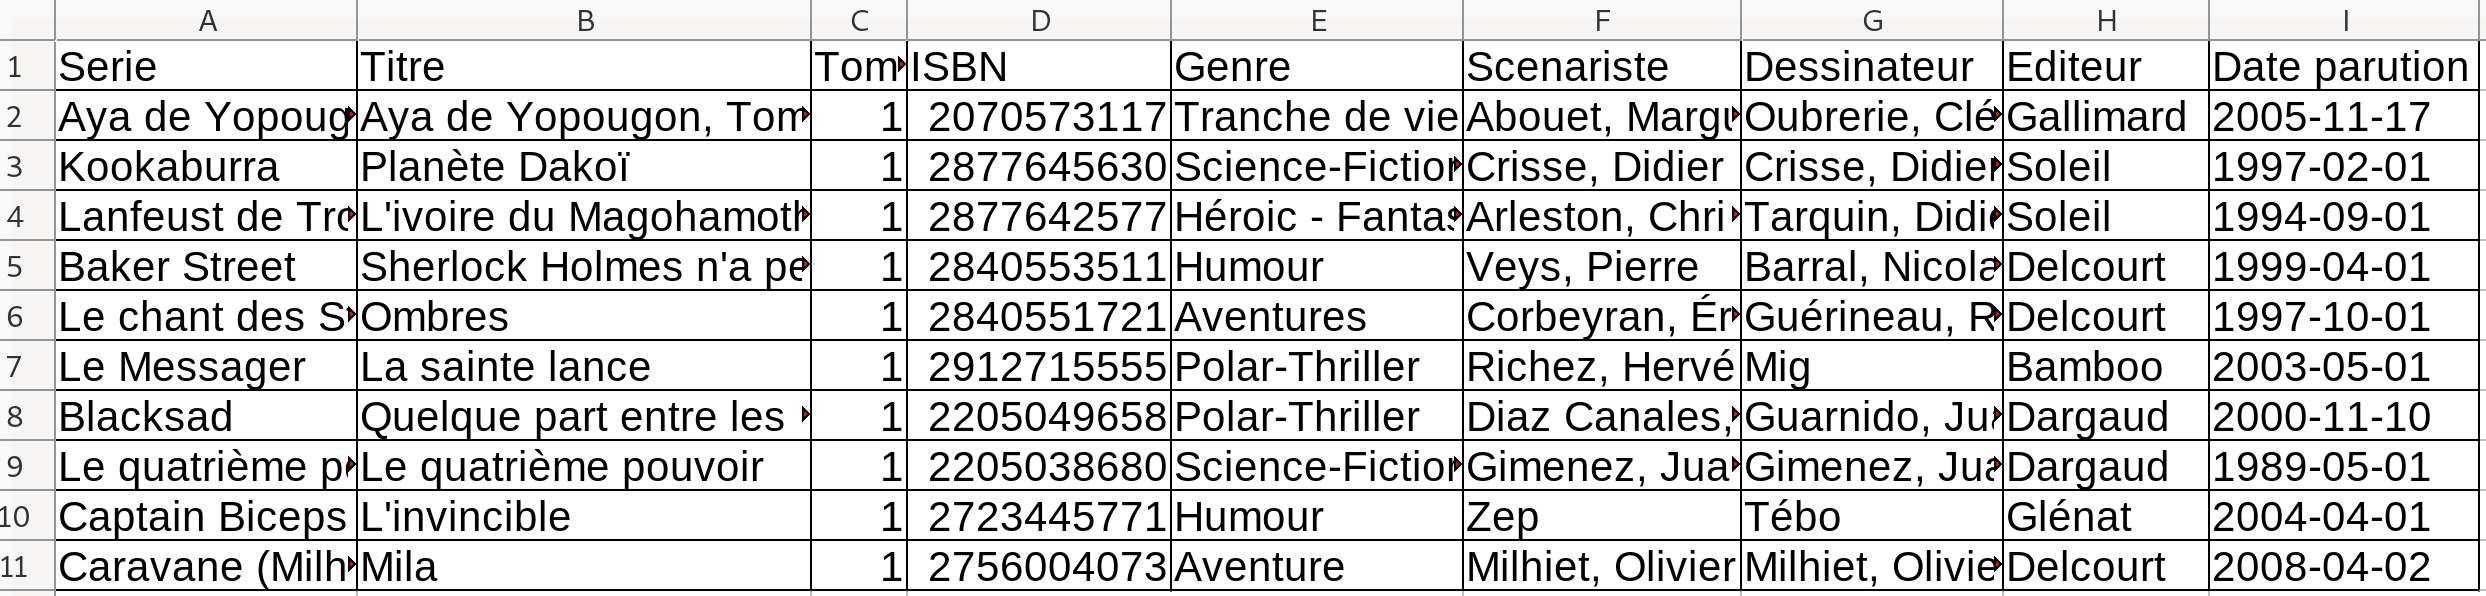 A B C D E F G H I
1 Serie Titre Tom ISBN Genre Scenariste Dessinateur Editeur Date parution
2 Aya de Yopoug Aya de Yopougon, Tom 1 2070573117 Tranche de vie Abouet, Margu Oubrerie, Clé Gallimard 2005-11-17
3 Kookaburra Planète Dakoï 1 2877645630 Science-Fiction Crisse, Didier Crisse, Didier Soleil 1997-02-01
4 Lanfeust de Tro L'ivoire du Magohamoth 1 2877642577 Héroic - Fantas Arleston, Chri Tarquin, Didie Soleil 1994-09-01
5 Baker Street Sherlock Holmes n'a pe 1 2840553511 Humour Veys, Pierre Barral, Nicola Delcourt 1999-04-01
6 Le chant des S Ombres 1 2840551721 Aventures Corbeyran, Ér Guérineau, R Delcourt 1997-10-01
7 Le Messager La sainte lance 1 2912715555 Polar-Thriller Richez, Hervé Mig Bamboo 2003-05-01
8 Blacksad Quelque part entre les 1 2205049658 Polar-Thriller Diaz Canales, Guarnido, Jua Dargaud 2000-11-10
9 Le quatrième po Le quatrième pouvoir 1 2205038680 Science-Fiction Gimenez, Jua Gimenez, Jua Dargaud 1989-05-01
10 Captain Biceps L'invincible 1 2723445771 Humour Zep Tébo Glénat 2004-04-01
11 Caravane (Milh Mila 1 2756004073 Aventure Milhiet, Olivier Milhiet, Olivie Delcourt 2008-04-02